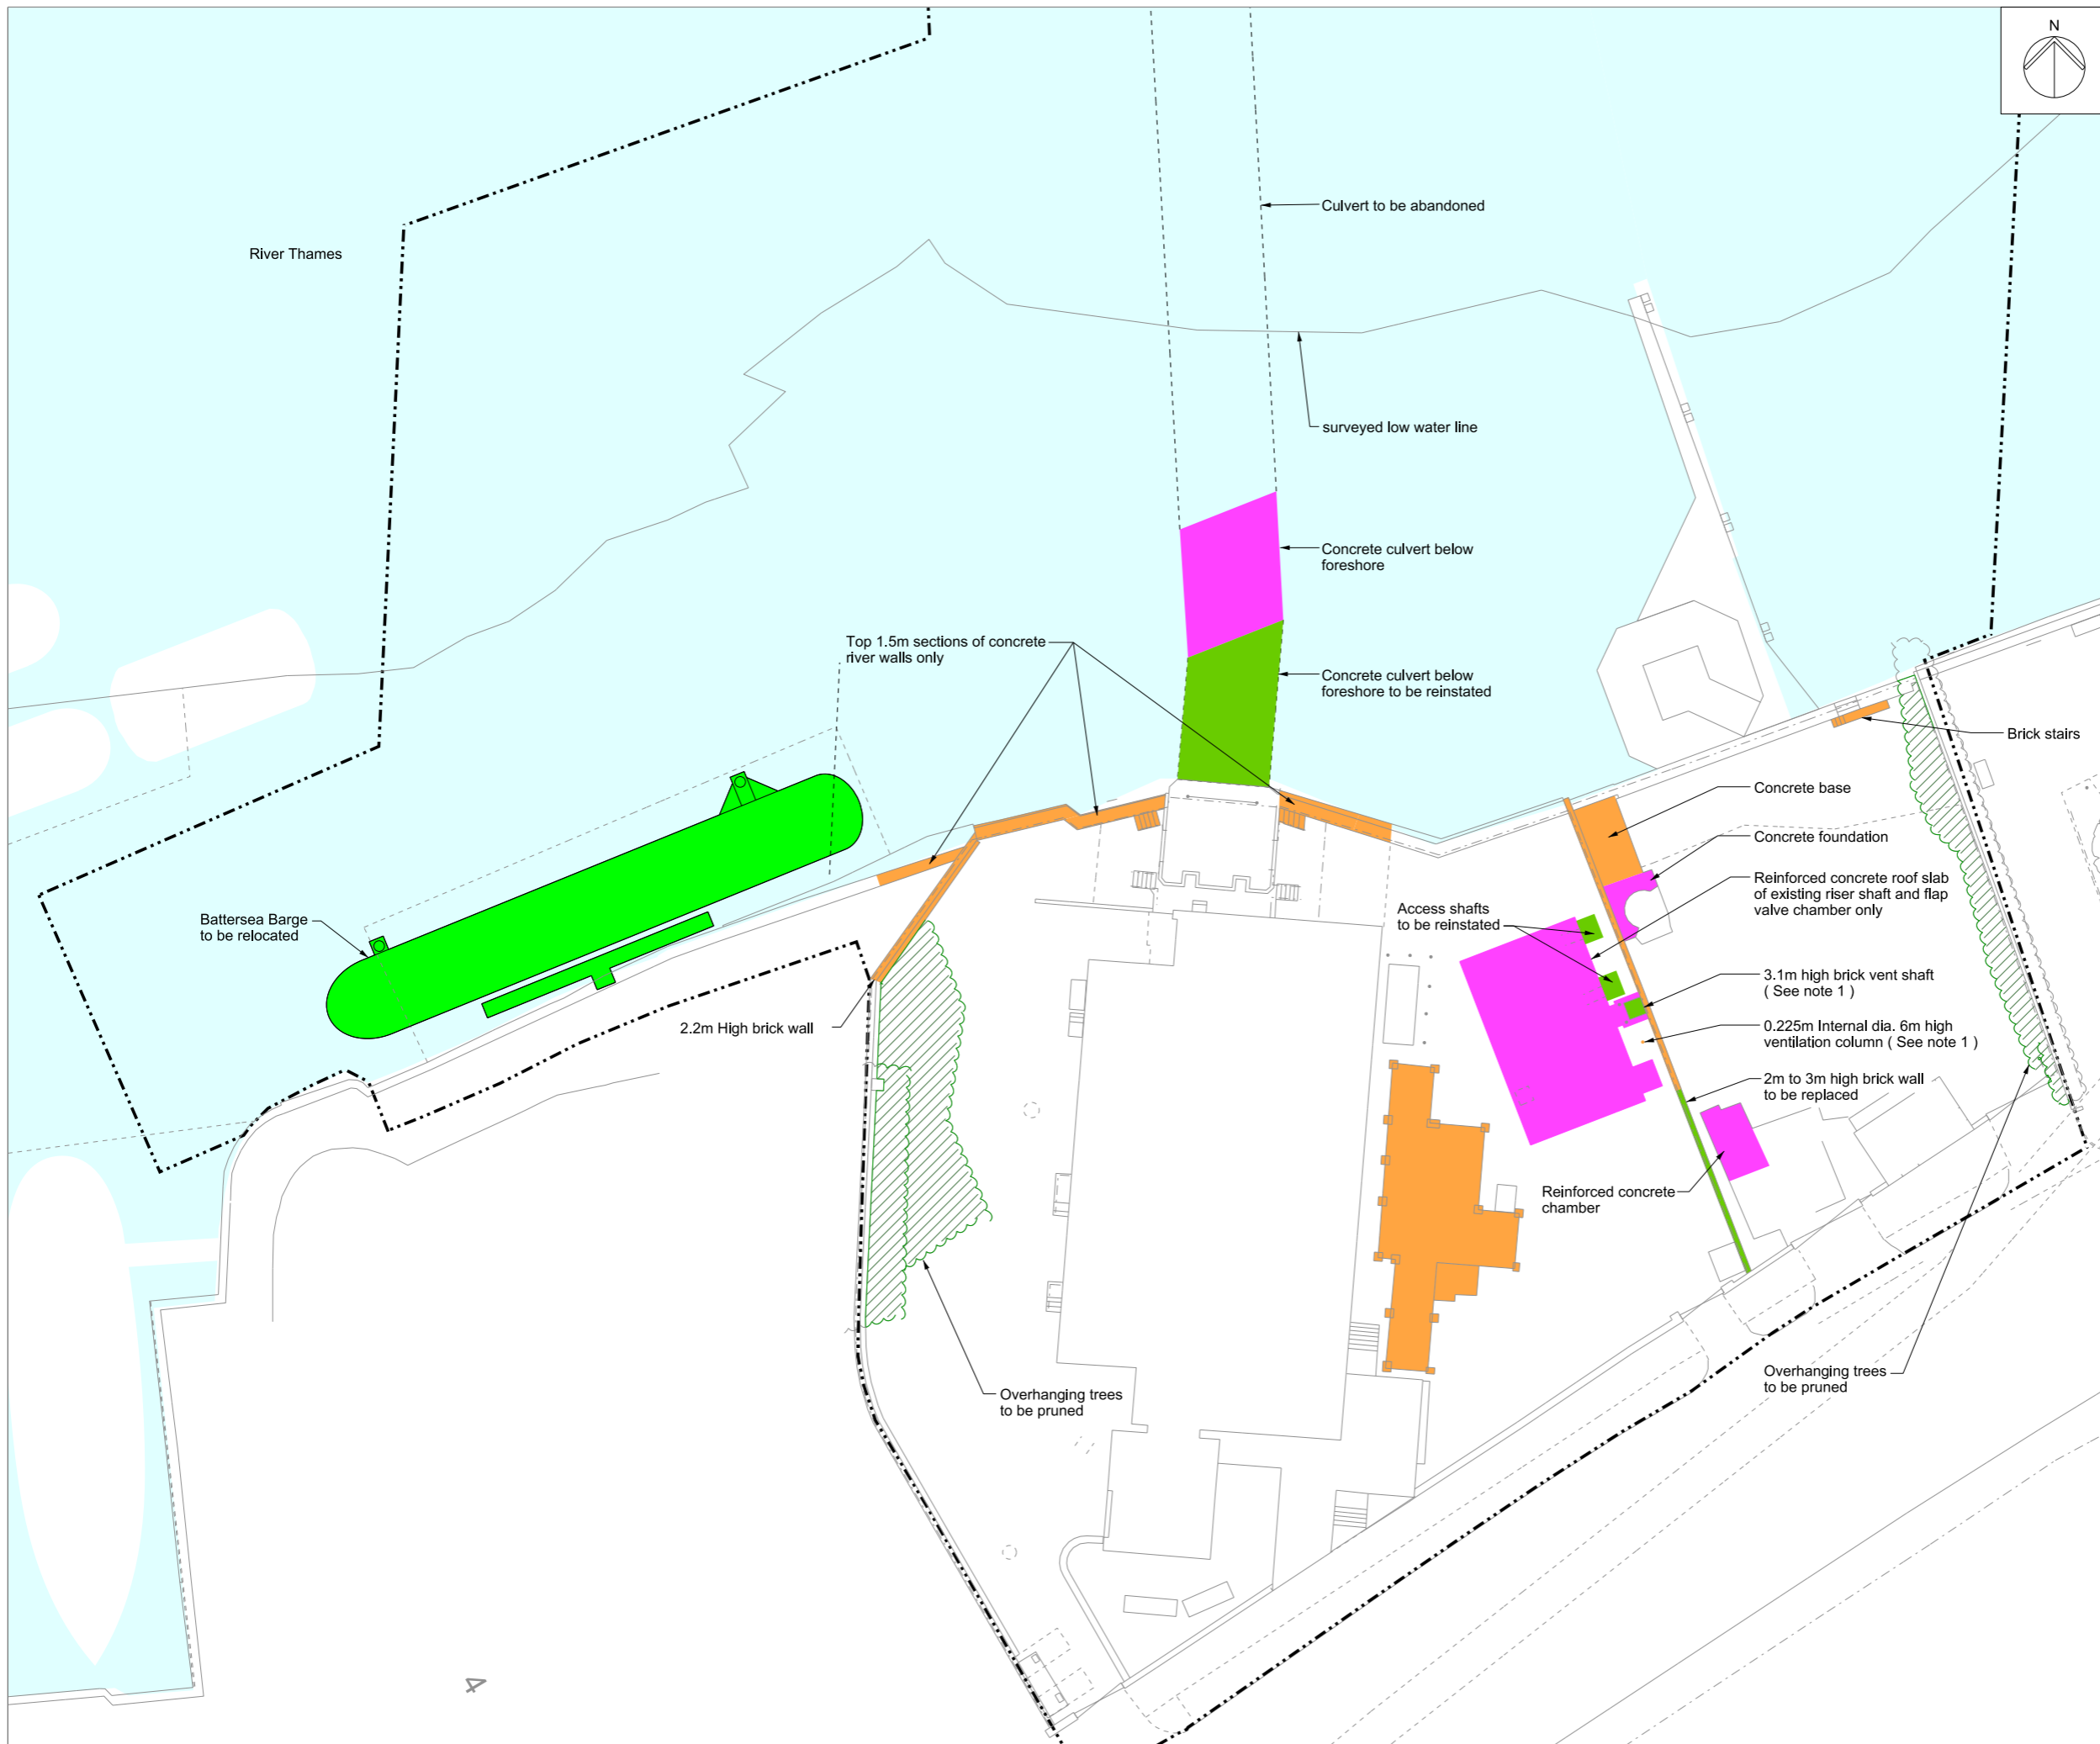 N
Culvert to be abandoned
River Thames
surveyed low water line
Concrete culvert below
foreshore
Top 1.5m sections of concrete
river walls only
Concrete culvert below
foreshore to be reinstated
Brick stairs
Concrete base
Concrete foundation
Reinforced concrete roof slab
of existing riser shaft and flap
valve chamber only
Access shafts
to be reinstated
Battersea Barge
to be relocated
3.1m high brick vent shaft
( See note 1 )
2.2m High brick wall
0.225m Internal dia. 6m high
ventilation column ( See note 1 )
2m to 3m high brick wall
to be replaced
Reinforced concrete
chamber
Overhanging trees
to be pruned
Overhanging trees
to be pruned
4